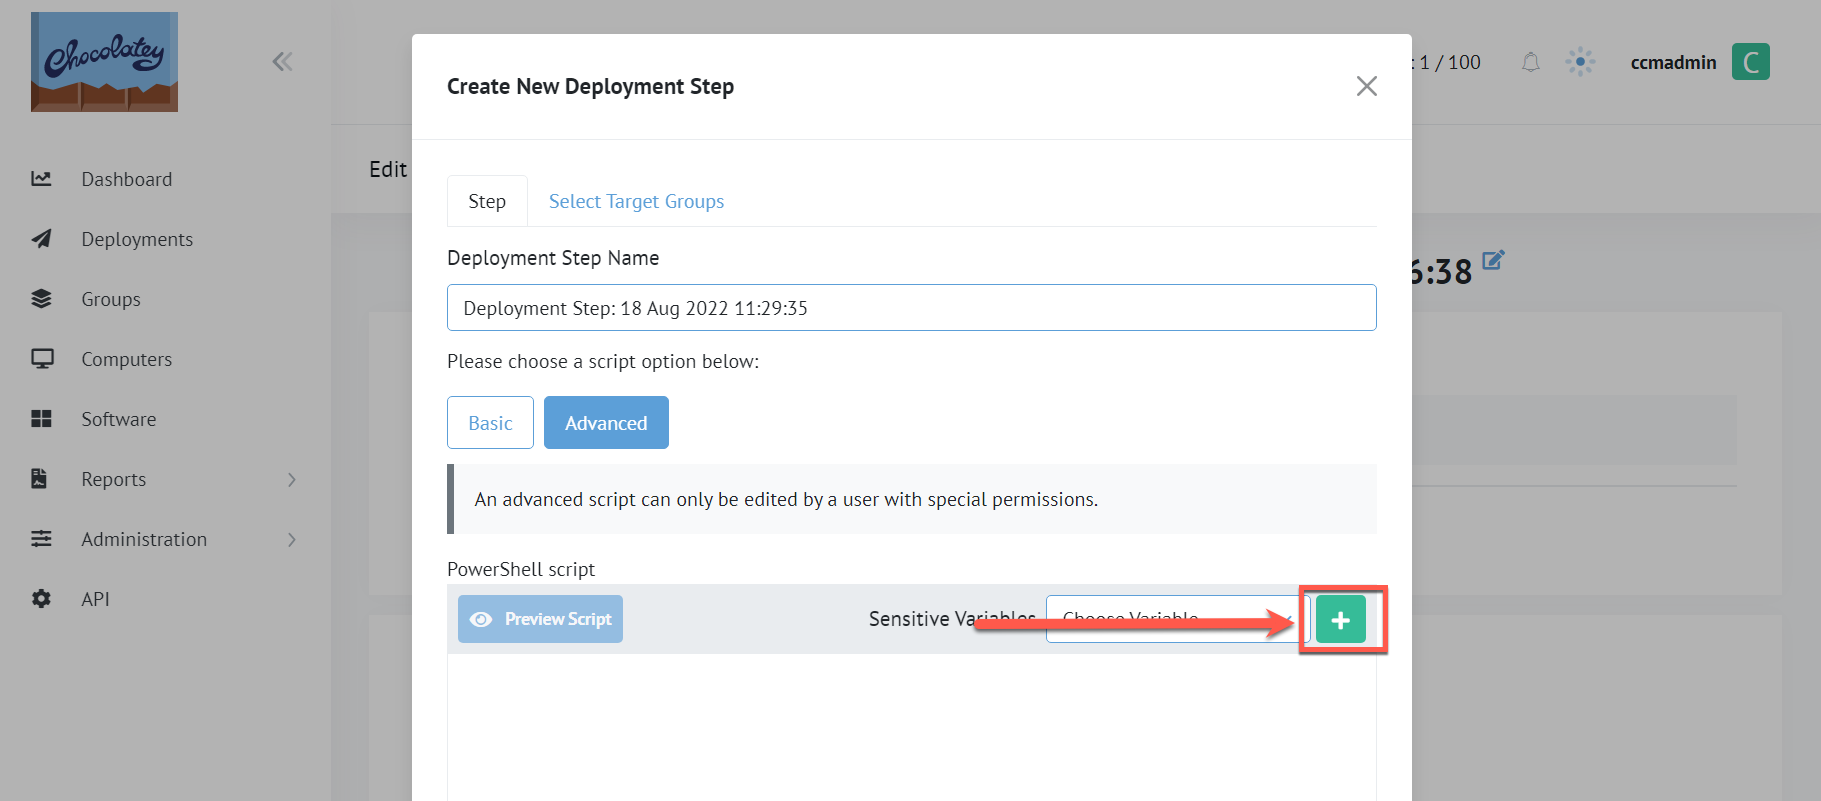 Chocolatey
: 1 / 100
ccmadmin
C
Dashboard
Deployments
Groups
Computers
Software
Reports
Administration
API
Edit
6:38
Create New Deployment Step
Step
Select Target Groups
Deployment Step Name
Deployment Step: 18 Aug 2022 11:29:35
Please choose a script option below:
Basic
Advanced
An advanced script can only be edited by a user with special permissions.
PowerShell script
Preview Script
Sensitive Variables
Choose Variable